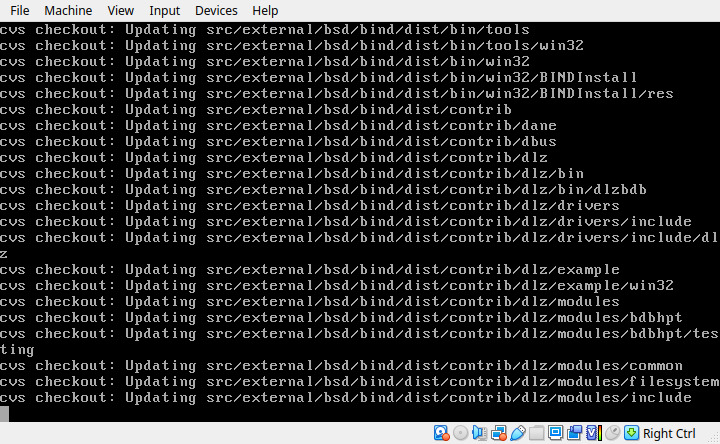 File Machine View Input Devices Help
cvs checkout: Updating src/external/bsd/bind/dist/bin/tools
cvs checkout: Updating src/external/bsd/bind/dist/bin/tools/win32
cvs checkout: Updating src/external/bsd/bind/dist/bin/win32
cvs checkout: Updating src/external/bsd/bind/dist/bin/win32/BINDInstall
cvs checkout: Updating src/external/bsd/bind/dist/bin/win32/BINDInstall/res
cvs checkout: Updating src/external/bsd/bind/dist/contrib
cvs checkout: Updating src/external/bsd/bind/dist/contrib/dane
cvs checkout: Updating src/external/bsd/bind/dist/contrib/dbus
cvs checkout: Updating src/external/bsd/bind/dist/contrib/dlz
cvs checkout: Updating src/external/bsd/bind/dist/contrib/dlz/bin
cvs checkout: Updating src/external/bsd/bind/dist/contrib/dlz/bin/dlzbdb
cvs checkout: Updating src/external/bsd/bind/dist/contrib/dlz/drivers
cvs checkout: Updating src/external/bsd/bind/dist/contrib/dlz/drivers/include
cvs checkout: Updating src/external/bsd/bind/dist/contrib/dlz/drivers/include/dl
z
cvs checkout: Updating src/external/bsd/bind/dist/contrib/dlz/example
cvs checkout: Updating src/external/bsd/bind/dist/contrib/dlz/example/win32
cvs checkout: Updating src/external/bsd/bind/dist/contrib/dlz/modules
cvs checkout: Updating src/external/bsd/bind/dist/contrib/dlz/modules/bdbhpt
cvs checkout: Updating src/external/bsd/bind/dist/contrib/dlz/modules/bdbhpt/tes
ting
cvs checkout: Updating src/external/bsd/bind/dist/contrib/dlz/modules/common
cvs checkout: Updating src/external/bsd/bind/dist/contrib/dlz/modules/filesystem
cvs checkout: Updating src/external/bsd/bind/dist/contrib/dlz/modules/include
Right Ctrl